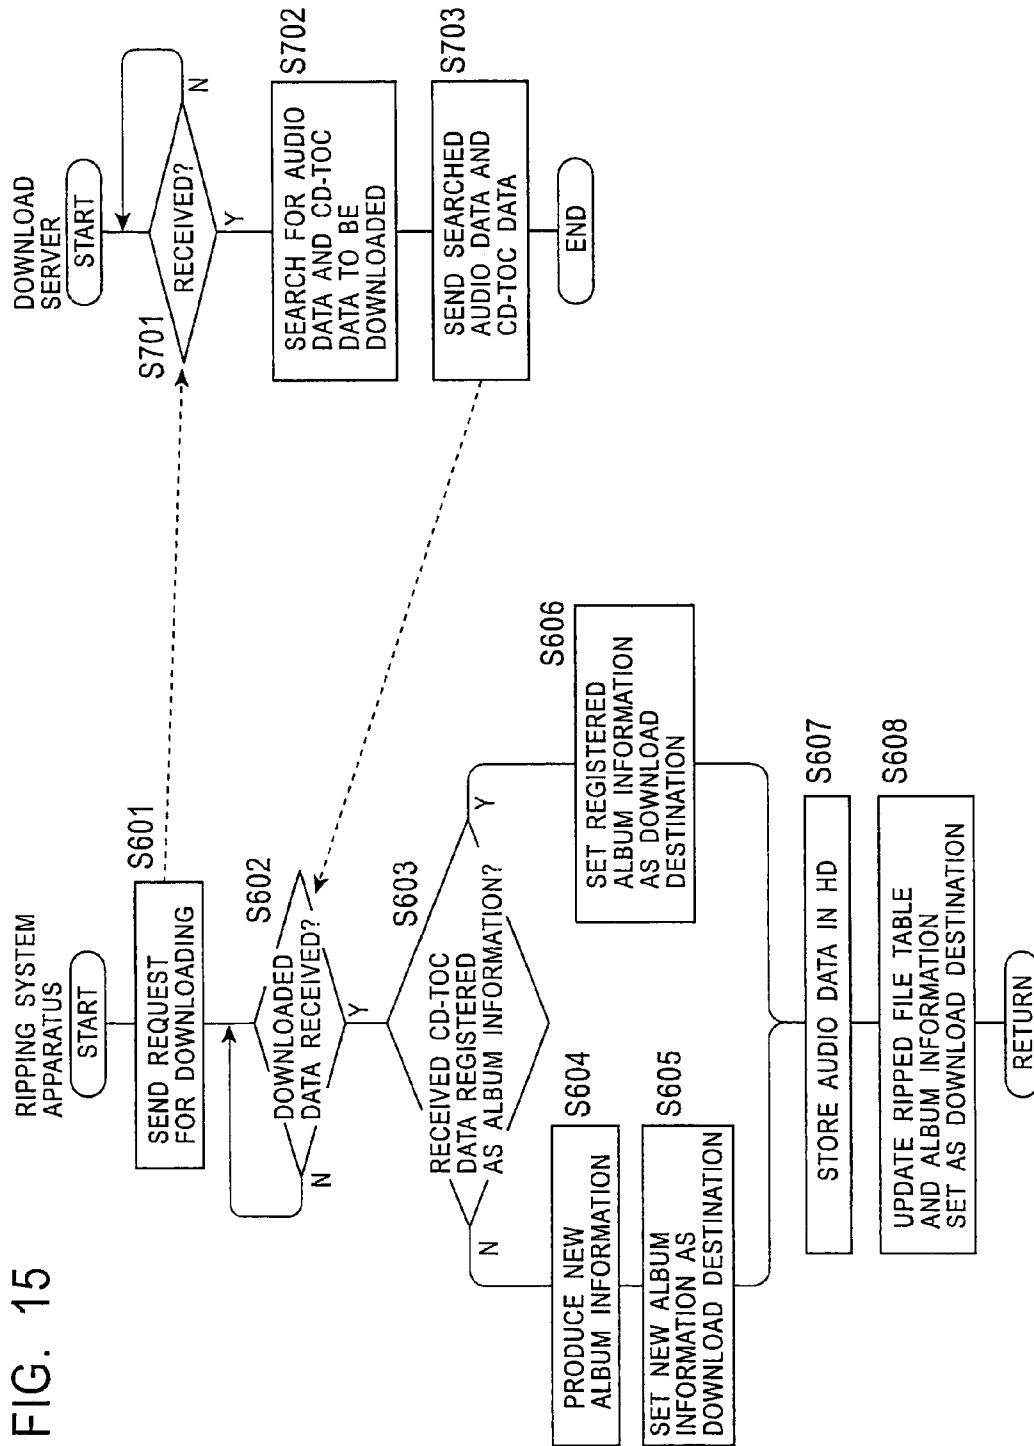 FIG. 15
RIPPING SYSTEM
APPARATUS
START
SEND REQUEST
FOR DOWNLOADING
S601
DOWNLOADED
DATA RECEIVED?
S602
N
Y
RECEIVED CD-TOC
DATA REGISTERED
AS ALBUM INFORMATION?
S603
N
Y
PRODUCE NEW
ALBUM INFORMATION
S604
SET NEW ALBUM
INFORMATION AS
DOWNLOAD DESTINATION
S605
SET REGISTERED
ALBUM INFORMATION
AS DOWNLOAD
DESTINATION
S606
STORE AUDIO DATA IN HD
S607
UPDATE RIPPED FILE TABLE
AND ALBUM INFORMATION
SET AS DOWNLOAD DESTINATION
S608
RETURN
DOWNLOAD
SERVER
START
S701
RECEIVED?
N
Y
SEARCH FOR AUDIO
DATA AND CD-TOC
DATA TO BE
DOWNLOADED
S702
SEND SEARCHED
AUDIO DATA AND
CD-TOC DATA
S703
END